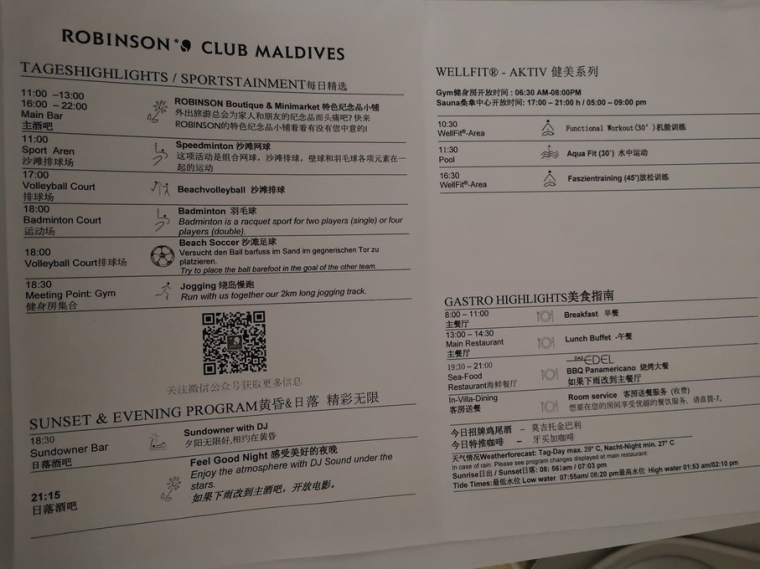 ROBINSON CLUB MALDIVES
TAGESHIGHLIGHTS / SPORTSTAINMENT每日精选
11:00 –13:00
16:00 – 22:00
Main Bar
主酒吧
ROBINSON Boutique & Minimarket 特色纪念品小铺
外出旅游总会为家人和朋友的纪念品而头痛吧? 快来
ROBINSON的特色纪念品小铺看看有没有您中意的!
11:00
Sport Aren
沙滩排球场
Speedminton 沙滩网球
这项活动是组合网球，沙滩排球，壁球和羽毛球各项元素在一
起的运动
17:00
Volleyball Court
排球场
Beachvolleyball 沙滩排球
18:00
Badminton Court
运动场
Badminton 羽毛球
Badminton is a racquet sport for two players (single) or four
players (double).
18:00
Volleyball Court排球场
Beach Soccer 沙滩足球
Versucht den Ball barfuss im Sand im gegnerischen Tor zu
platzieren.
Try to place the ball barefoot in the goal of the other team.
18:30
Meeting Point: Gym
健身房集合
Jogging 绕岛慢跑
Run with us together our 2km long jogging track.
关注微信公众号获取更多信息
SUNSET & EVENING PROGRAM黄昏&日落 精彩无限
18:30
Sundowner Bar
日落酒吧
Sundowner with DJ
夕阳无限好,相约在黄昏
21:15
日落酒吧
Feel Good Night 感受美好的夜晚
Enjoy the atmosphere with DJ Sound under the
stars.
如果下雨改到主酒吧，开放电影。
WELLFIT® - AKTIV 健美系列
Gym健身房开放时间 : 06:30 AM-08:00PM
Sauna桑拿中心开放时间: 17:00 – 21:00 h / 05:00 – 09:00 pm
10:30
WellFit®-Area
Functional Workout(30')机能训练
11:30
Pool
Aqua Fit (30') 水中运动
16:30
WellFit®-Area
Faszientraining (45')放松训练
GASTRO HIGHLIGHTS美食指南
8:00 – 11:00
主餐厅
Breakfast 早餐
13:00 – 14:30
Main Restaurant
主餐厅
Lunch Buffet -午餐
19:30 – 21:00
Sea-Food
Restaurant海鲜餐厅
EDEL
BBQ Panamericano 烧烤大餐
如果下雨改到主餐厅
In-Villa-Dining
客房送餐
Room service 客房送餐服务 (收费)
想要在您的房间享受优越的餐饮服务，请直拨7,
今日招牌鸡尾酒 – 莫吉托金巴利
今日特推咖啡 – 牙买加咖啡
天气情况Weatherforecast: Tag-Day max. 29° C, Nacht-Night min. 27° C
In case of rain: Please see program changes displayed at main restaurant
Sunrise日出 / Sunset日落: 06: 561am / 07:03 pm
Tide Times:最低水位 Low water 07:55am/ 08:20 pm最高水位 High water 01:53 am/02:10 pm